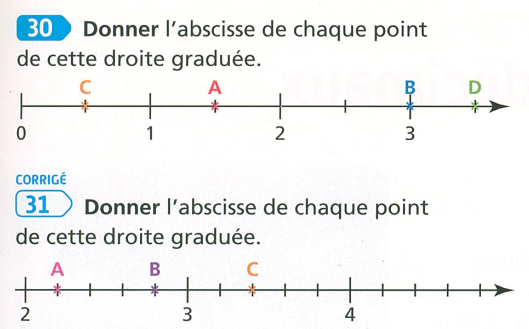 30 Donner l'abscisse de chaque point
de cette droite graduée.
C A B D
0 1 2 3
CORRIGÉ
31 Donner l'abscisse de chaque point
de cette droite graduée.
A B C
2 3 4